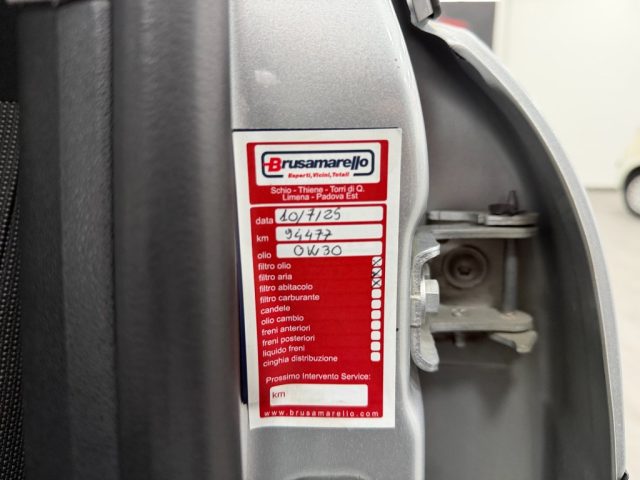 Brusamarello
Esperti, Vicini, Totali
Schio - Thiene - Torri di Q.
Limena - Padova Est
data 10/7/25
km 94477
olio 0W30
filtro olio
filtro aria
filtro abitacolo
filtro carburante
candele
olio cambio
freni anteriori
freni posteriori
liquido freni
cinghia distribuzione
Prossimo Intervento Service:
km
www.brusamarello.com